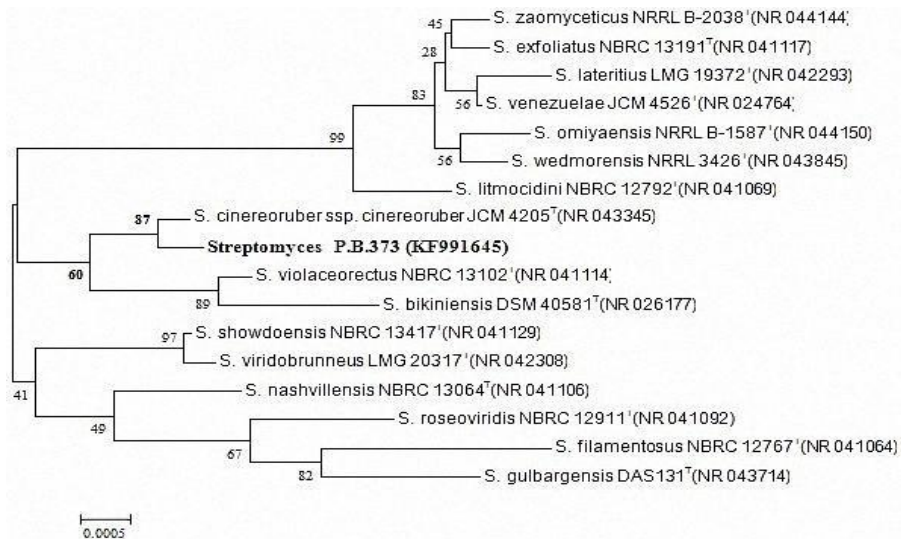 45
S. zaomyceticus NRRL B-2038ᵀ(NR 044144)
28
S. exfoliatus NBRC 13191ᵀ(NR 041117)
83
S. lateritius LMG 19372ᵀ(NR 042293)
56
S. venezuelae JCM 4526ᵀ(NR 024764)
99
S. omiyaensis NRRL B-1587ᵀ(NR 044150)
56
S. wedmorensis NRRL 3426ᵀ(NR 043845)
S. litmocidini NBRC 12792ᵀ(NR 041069)
87
S. cinereoruber ssp. cinereoruber JCM 4205ᵀ(NR 043345)
Streptomyces P.B.373 (KF991645)
60
S. violaceorectus NBRC 13102ᵀ(NR 041114)
89
S. bikiniensis DSM 40581ᵀ(NR 026177)
97
S. showdoensis NBRC 13417ᵀ(NR 041129)
S. viridobrunneus LMG 20317ᵀ(NR 042308)
41
S. nashvillensis NBRC 13064ᵀ(NR 041106)
49
S. roseoviridis NBRC 12911ᵀ(NR 041092)
67
S. filamentosus NBRC 12767ᵀ(NR 041064)
82
S. gulbargensis DAS131ᵀ(NR 043714)
0.0005